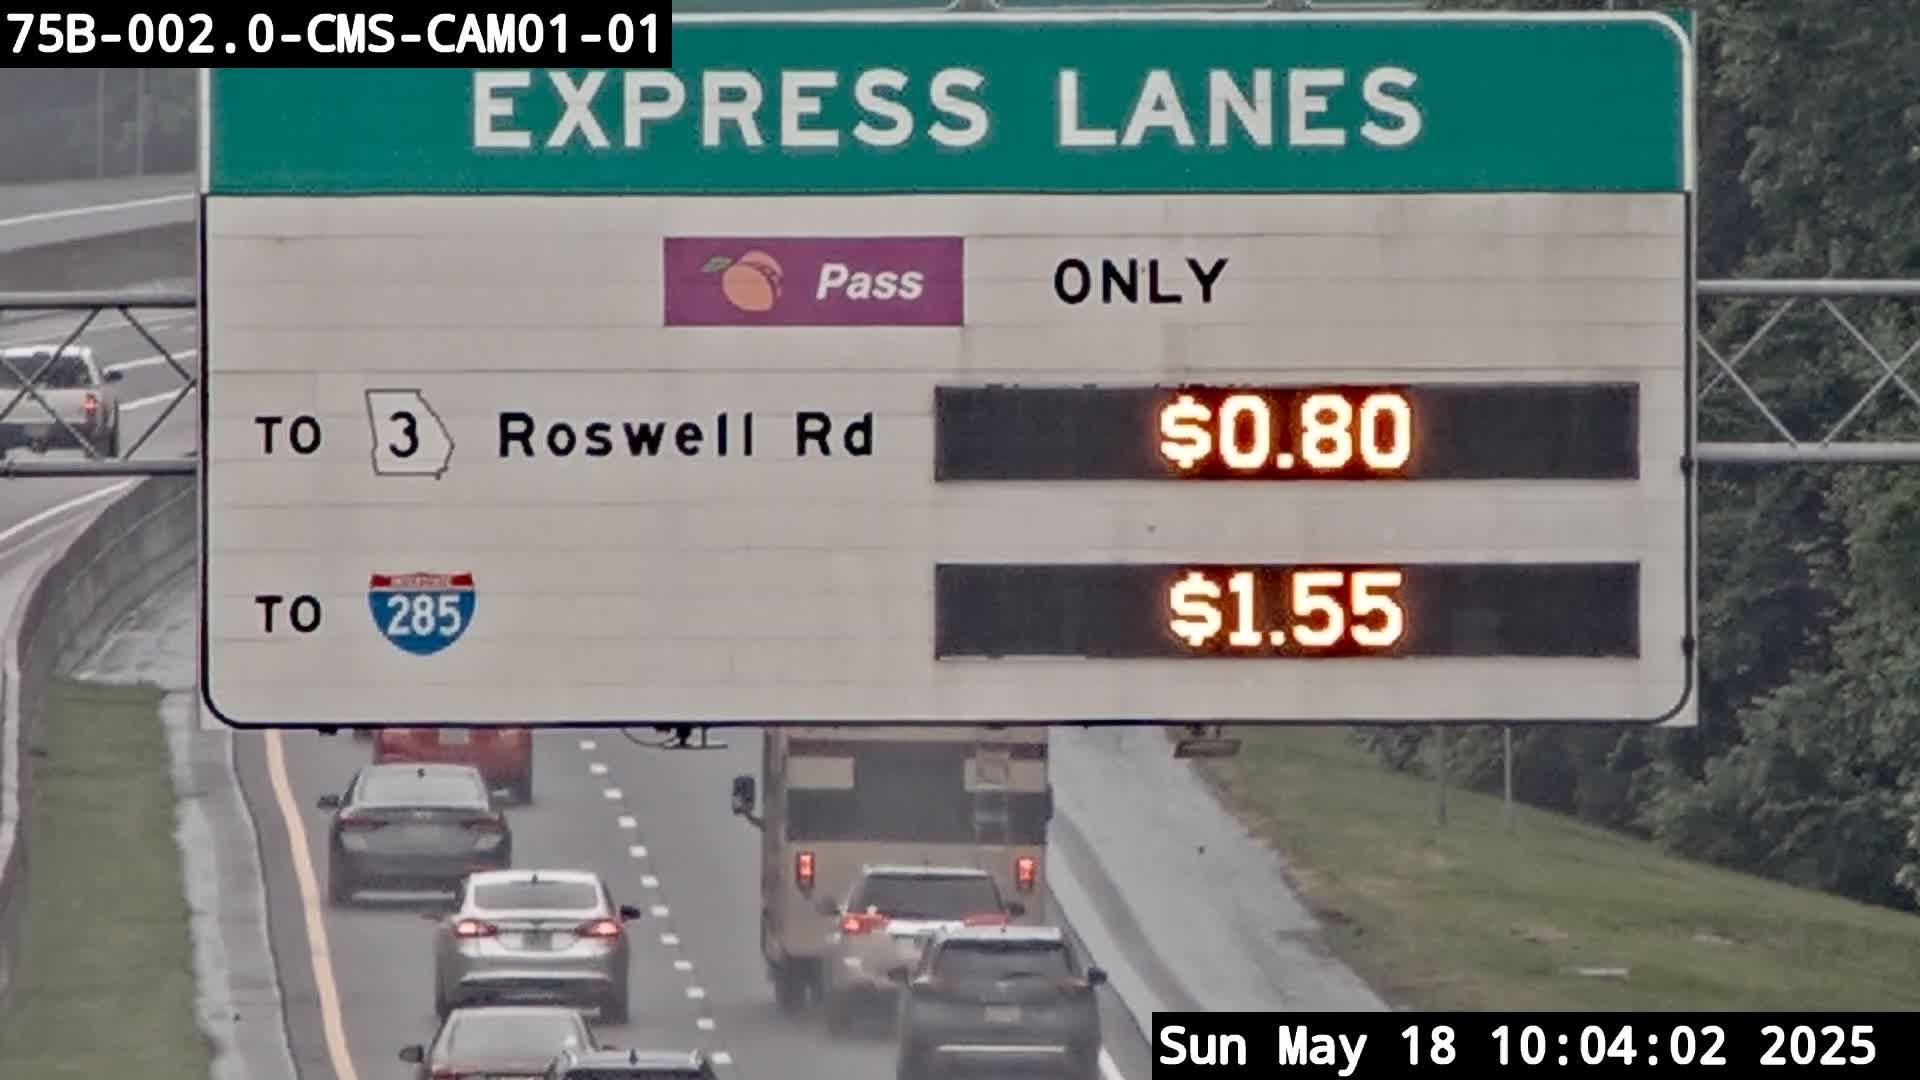 75B-002.0-CMS-CAM01-01
EXPRESS LANES
Pass ONLY
TO 3 Roswell Rd $0.80
TO INTERSTATE 285 $1.55
Sun May 18 10:04:02 2025